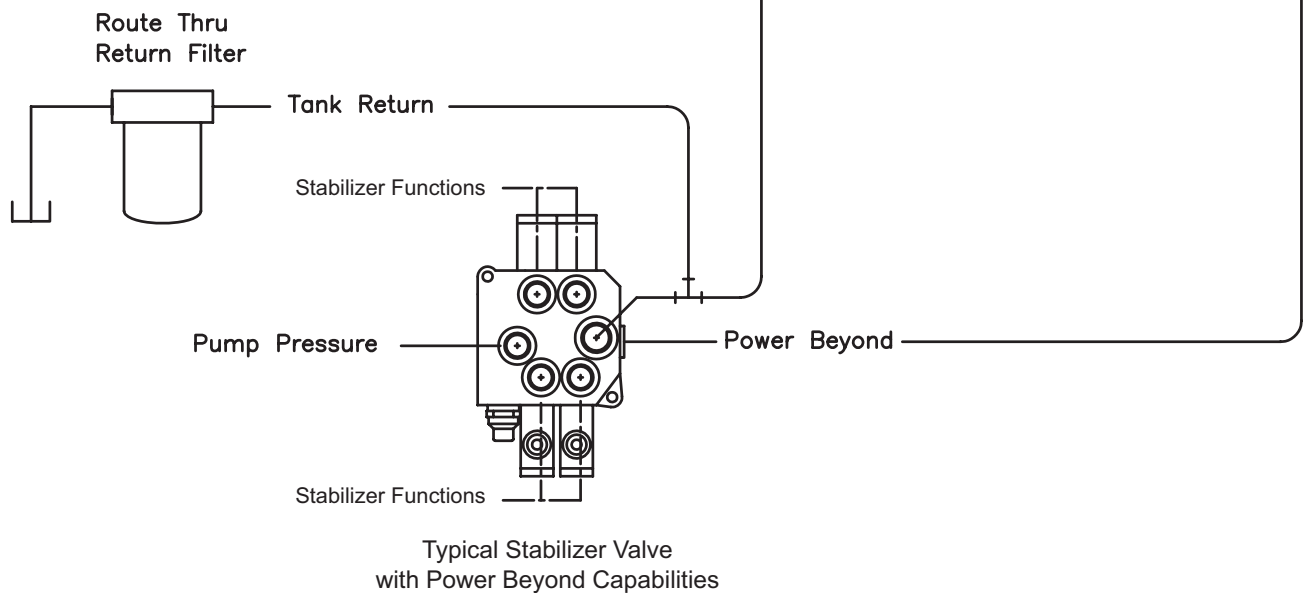 Route Thru
Return Filter
Tank Return
Stabilizer Functions
Pump Pressure
Power Beyond
Stabilizer Functions
Typical Stabilizer Valve
with Power Beyond Capabilities